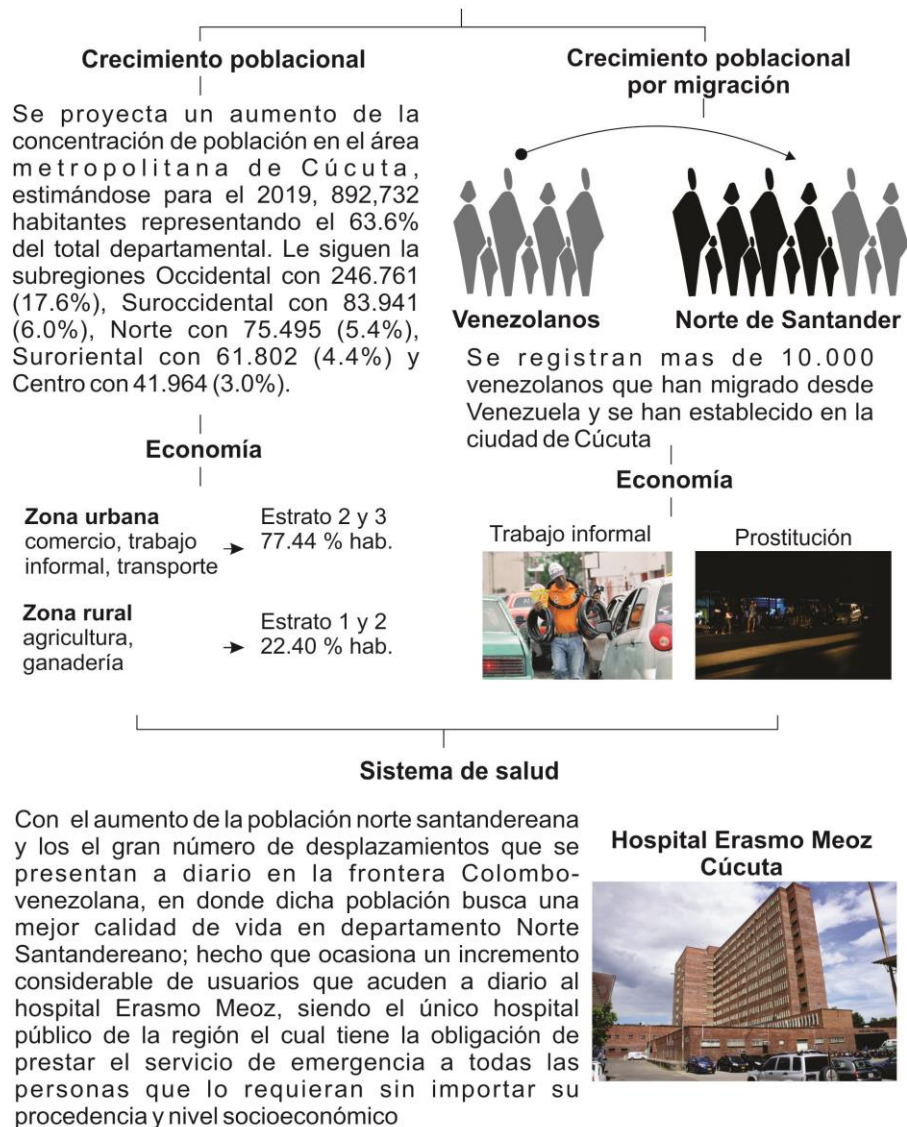 Crecimiento poblacional
Se proyecta un aumento de la
concentración de población en el área
metropolitana de Cúcuta,
estimándose para el 2019, 892,732
habitantes representando el 63.6%
del total departamental. Le siguen la
subregiones Occidental con 246.761
(17.6%), Suroccidental con 83.941
(6.0%), Norte con 75.495 (5.4%),
Suroriental con 61.802 (4.4%) y
Centro con 41.964 (3.0%).
Economía
Zona urbana
comercio, trabajo
informal, transporte
Estrato 2 y 3
77.44 % hab.
Zona rural
agricultura,
ganadería
Estrato 1 y 2
22.40 % hab.
Crecimiento poblacional
por migración
Venezolanos
Norte de Santander
Se registran mas de 10.000
venezolanos que han migrado desde
Venezuela y se han establecido en la
ciudad de Cúcuta
Economía
Trabajo informal
Prostitución
Sistema de salud
Con el aumento de la población norte santandereana
y los el gran número de desplazamientos que se
presentan a diario en la frontera Colombo-
venezolana, en donde dicha población busca una
mejor calidad de vida en departamento Norte
Santandereano; hecho que ocasiona un incremento
considerable de usuarios que acuden a diario al
hospital Erasmo Meoz, siendo el único hospital
público de la región el cual tiene la obligación de
prestar el servicio de emergencia a todas las
personas que lo requieran sin importar su
procedencia y nivel socioeconómico
Hospital Erasmo Meoz
Cúcuta